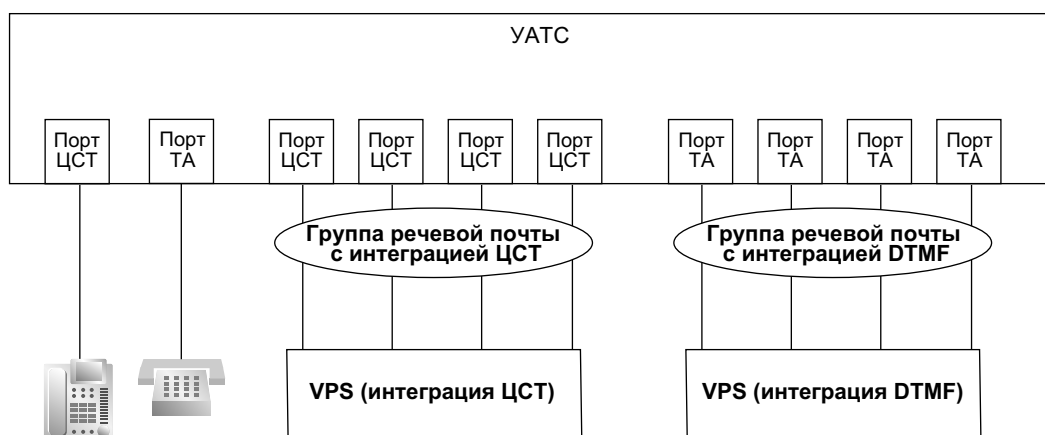 УАТС
Порт ЦСТ
Порт ТА
Порт ЦСТ
Порт ЦСТ
Порт ЦСТ
Порт ЦСТ
Порт ТА
Порт ТА
Порт ТА
Порт ТА
Группа речевой почты
с интеграцией ЦСТ
Группа речевой почты
с интеграцией DTMF
VPS (интеграция ЦСТ)
VPS (интеграция DTMF)